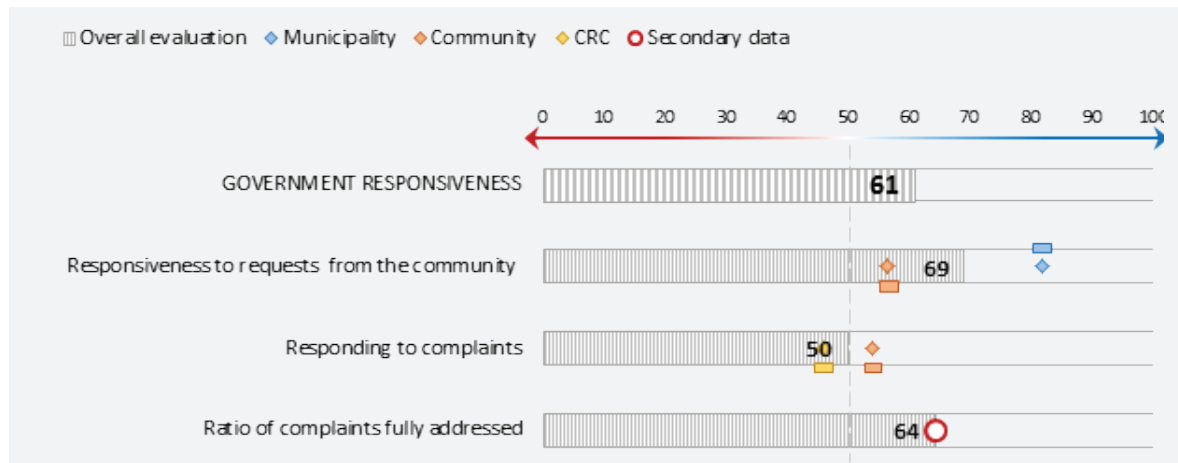 Overall evaluation Municipality Community CRC Secondary data
0 10 20 30 40 50 60 70 80 90 100
GOVERNMENT RESPONSIVENESS 61
Responsiveness to requests from the community 69
Responding to complaints 50
Ratio of complaints fully addressed 64